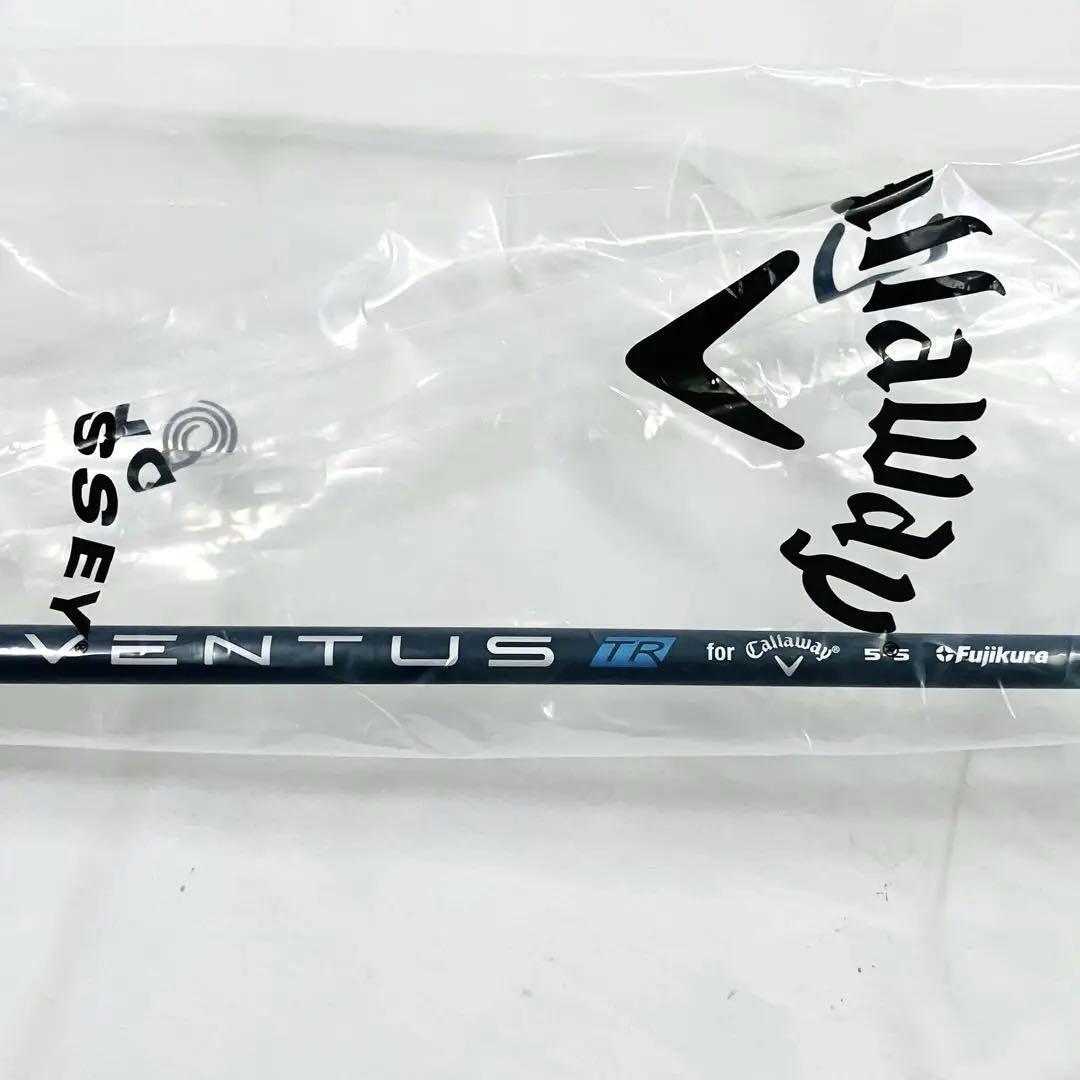 Callaway
ODYSSEY
VENTUS TR for Callaway® 5-S Fujikura